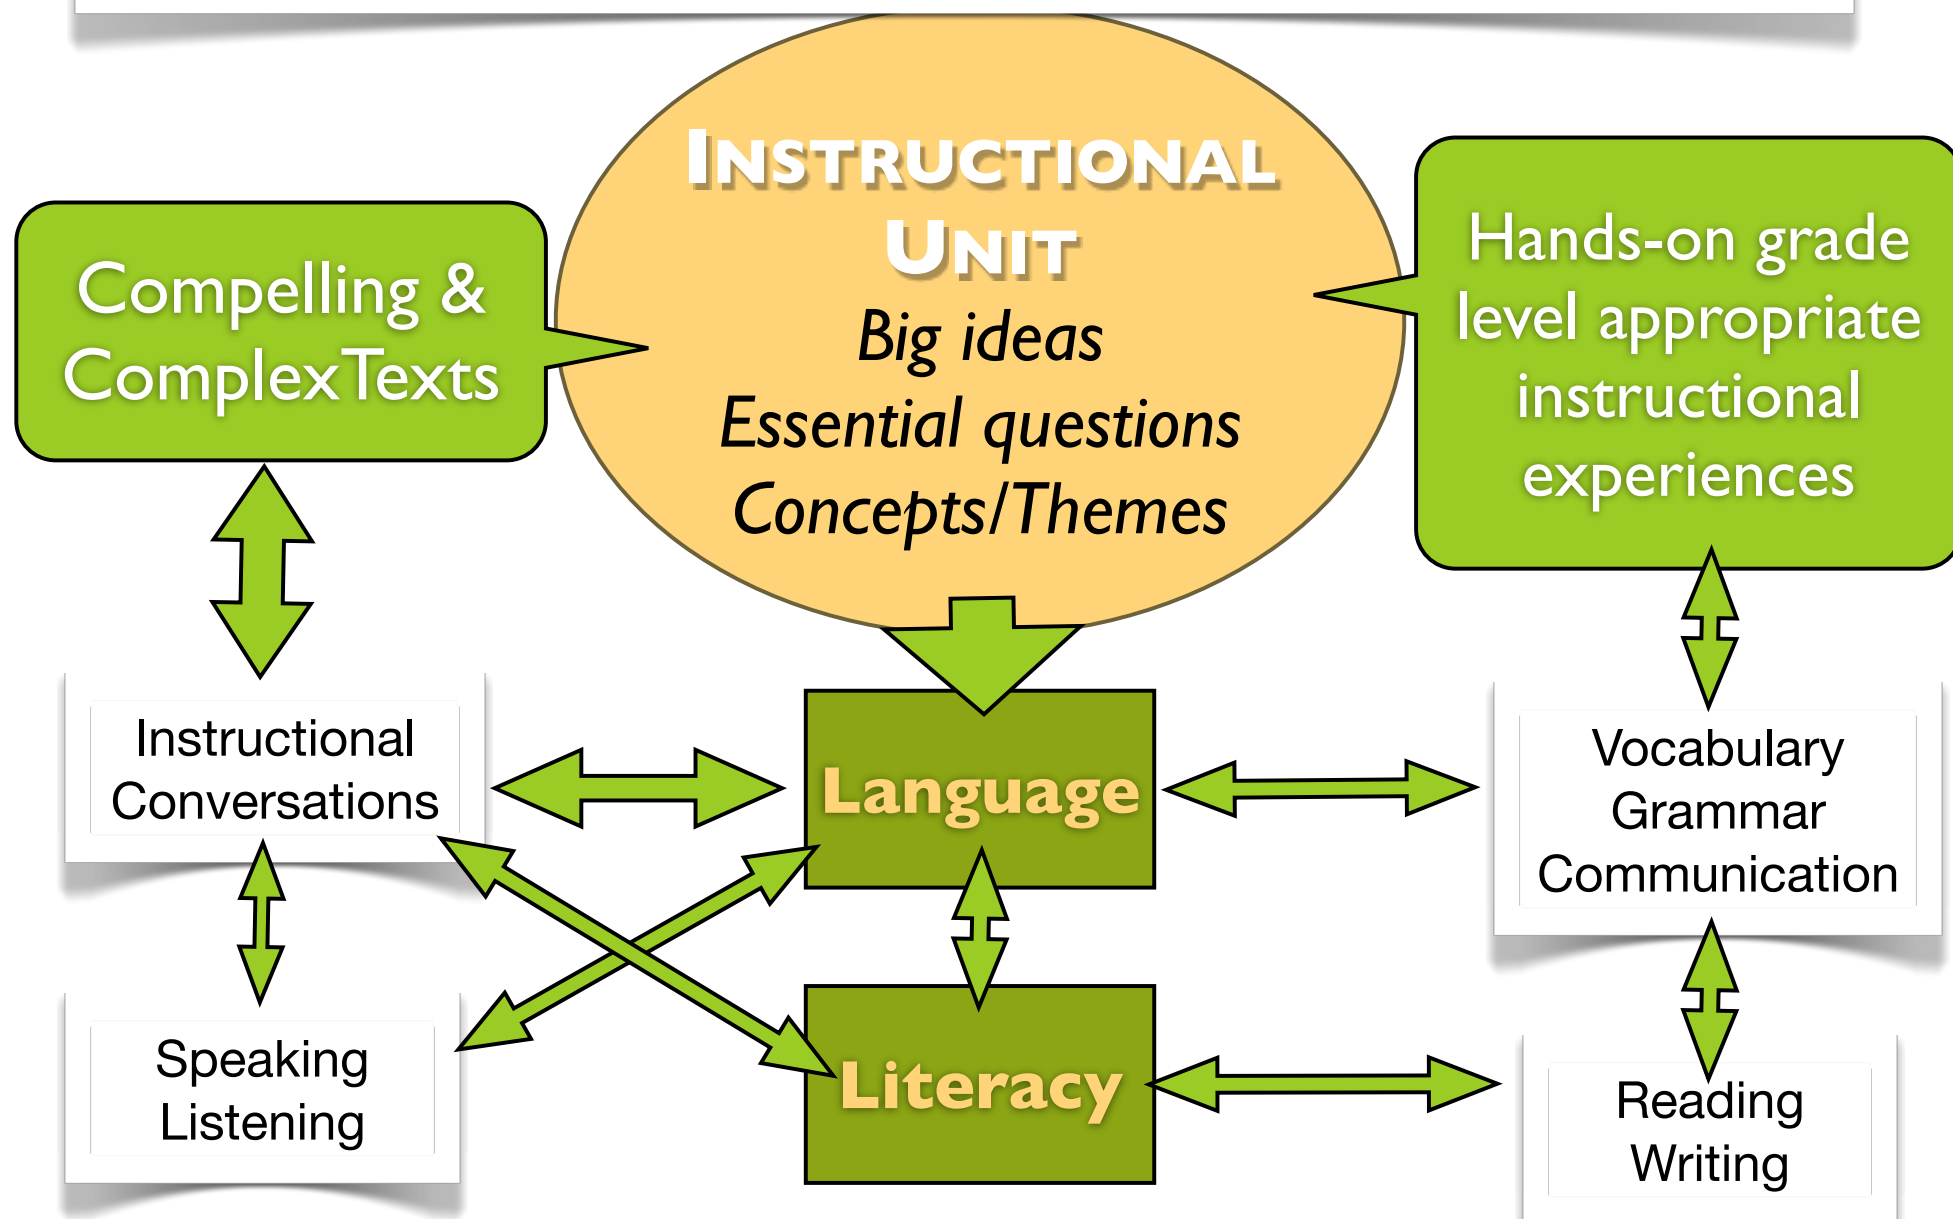 INSTRUCTIONAL
UNIT
Big ideas
Essential questions
Concepts/Themes
Compelling &
ComplexTexts
Hands-on grade
level appropriate
instructional
experiences
Instructional
Conversations
Language
Vocabulary
Grammar
Communication
Speaking
Listening
Literacy
Reading
Writing